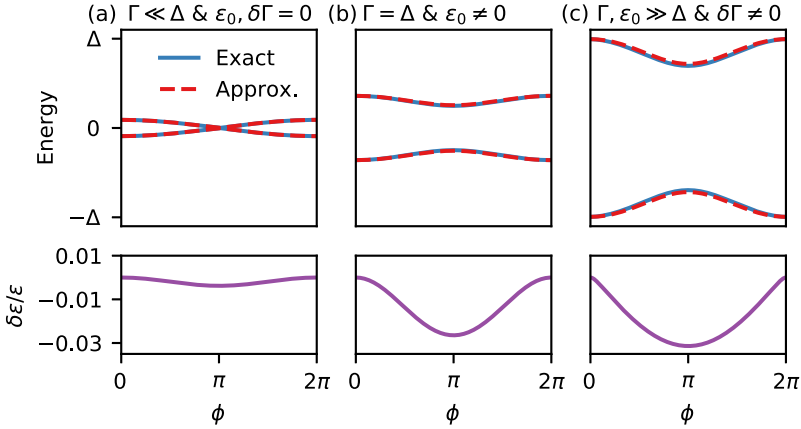 (a) Γ ≪ Δ & ε₀, δΓ = 0
(b) Γ = Δ & ε₀ ≠ 0
(c) Γ, ε₀ ≫ Δ & δΓ ≠ 0
Δ
0
−Δ
Energy
Exact
Approx.
0.01
−0.01
−0.03
δε/ε
0 π 2π
0 π 2π
0 π 2π
ϕ
ϕ
ϕ